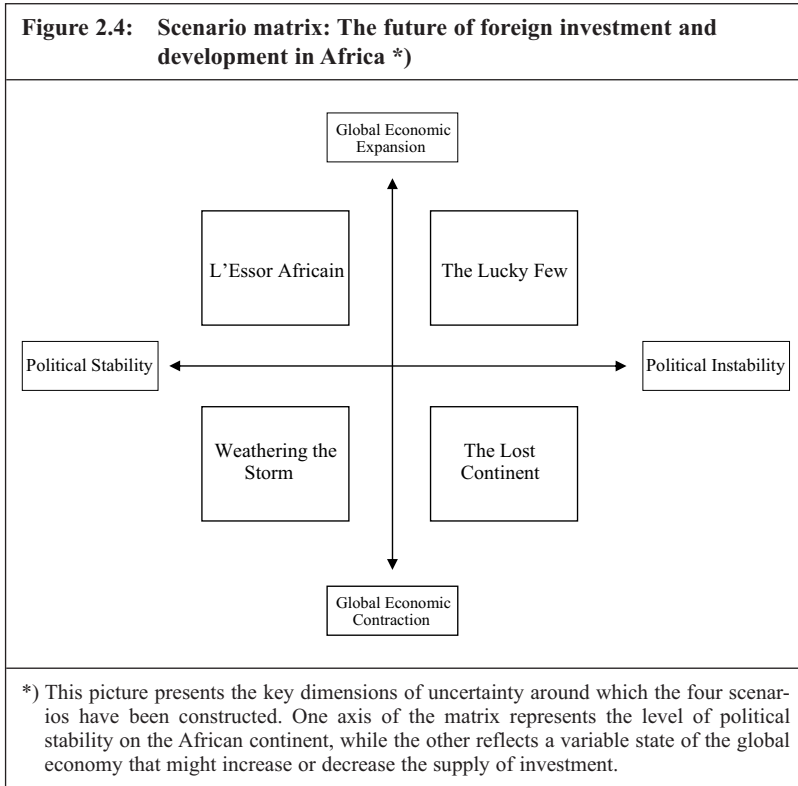 Figure 2.4: Scenario matrix: The future of foreign investment and
development in Africa *)
Global Economic
Expansion
L’Essor Africain
The Lucky Few
Political Stability
Political Instability
Weathering the
Storm
The Lost
Continent
Global Economic
Contraction
*) This picture presents the key dimensions of uncertainty around which the four scenar-
ios have been constructed. One axis of the matrix represents the level of political
stability on the African continent, while the other reflects a variable state of the global
economy that might increase or decrease the supply of investment.